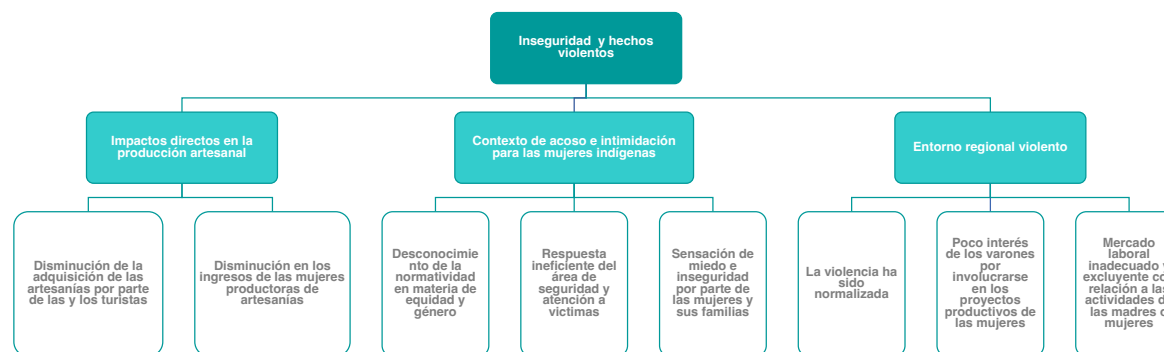 Inseguridad y hechos
violentos
Impactos directos en la
producción artesanal
Contexto de acoso e intimidación
para las mujeres indígenas
Entorno regional violento
Disminución de la
adquisición de las
artesanías por parte
de las y los turistas
Disminución en los
ingresos de las mujeres
productoras de
artesanías
Desconocimie
nto de la
normatividad
en materia de
equidad y
género
Respuesta
ineficiente del
área de
seguridad y
atención a
victimas
Sensación de
miedo e
inseguridad por
parte de
las mujeres y
sus familias
La violencia ha
sido
normalizada
Poco interés
de los varones
por
involucrarse
en los
proyectos
productivos de
las mujeres
Mercado
laboral
inadecuado
excluyente
relación a
actividades
las madres
mujeres